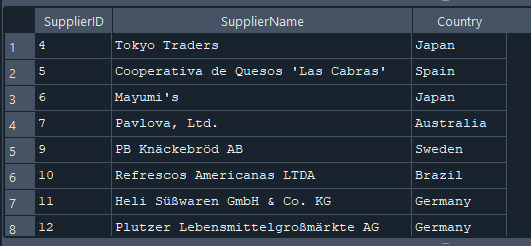 SupplierID SupplierName Country
1 4 Tokyo Traders Japan
2 5 Cooperativa de Quesos 'Las Cabras' Spain
3 6 Mayumi's Japan
4 7 Pavlova, Ltd. Australia
5 9 PB Knäckebröd AB Sweden
6 10 Refrescos Americanas LTDA Brazil
7 11 Heli Süßwaren GmbH & Co. KG Germany
8 12 Plutzer Lebensmittelgroßmärkte AG Germany